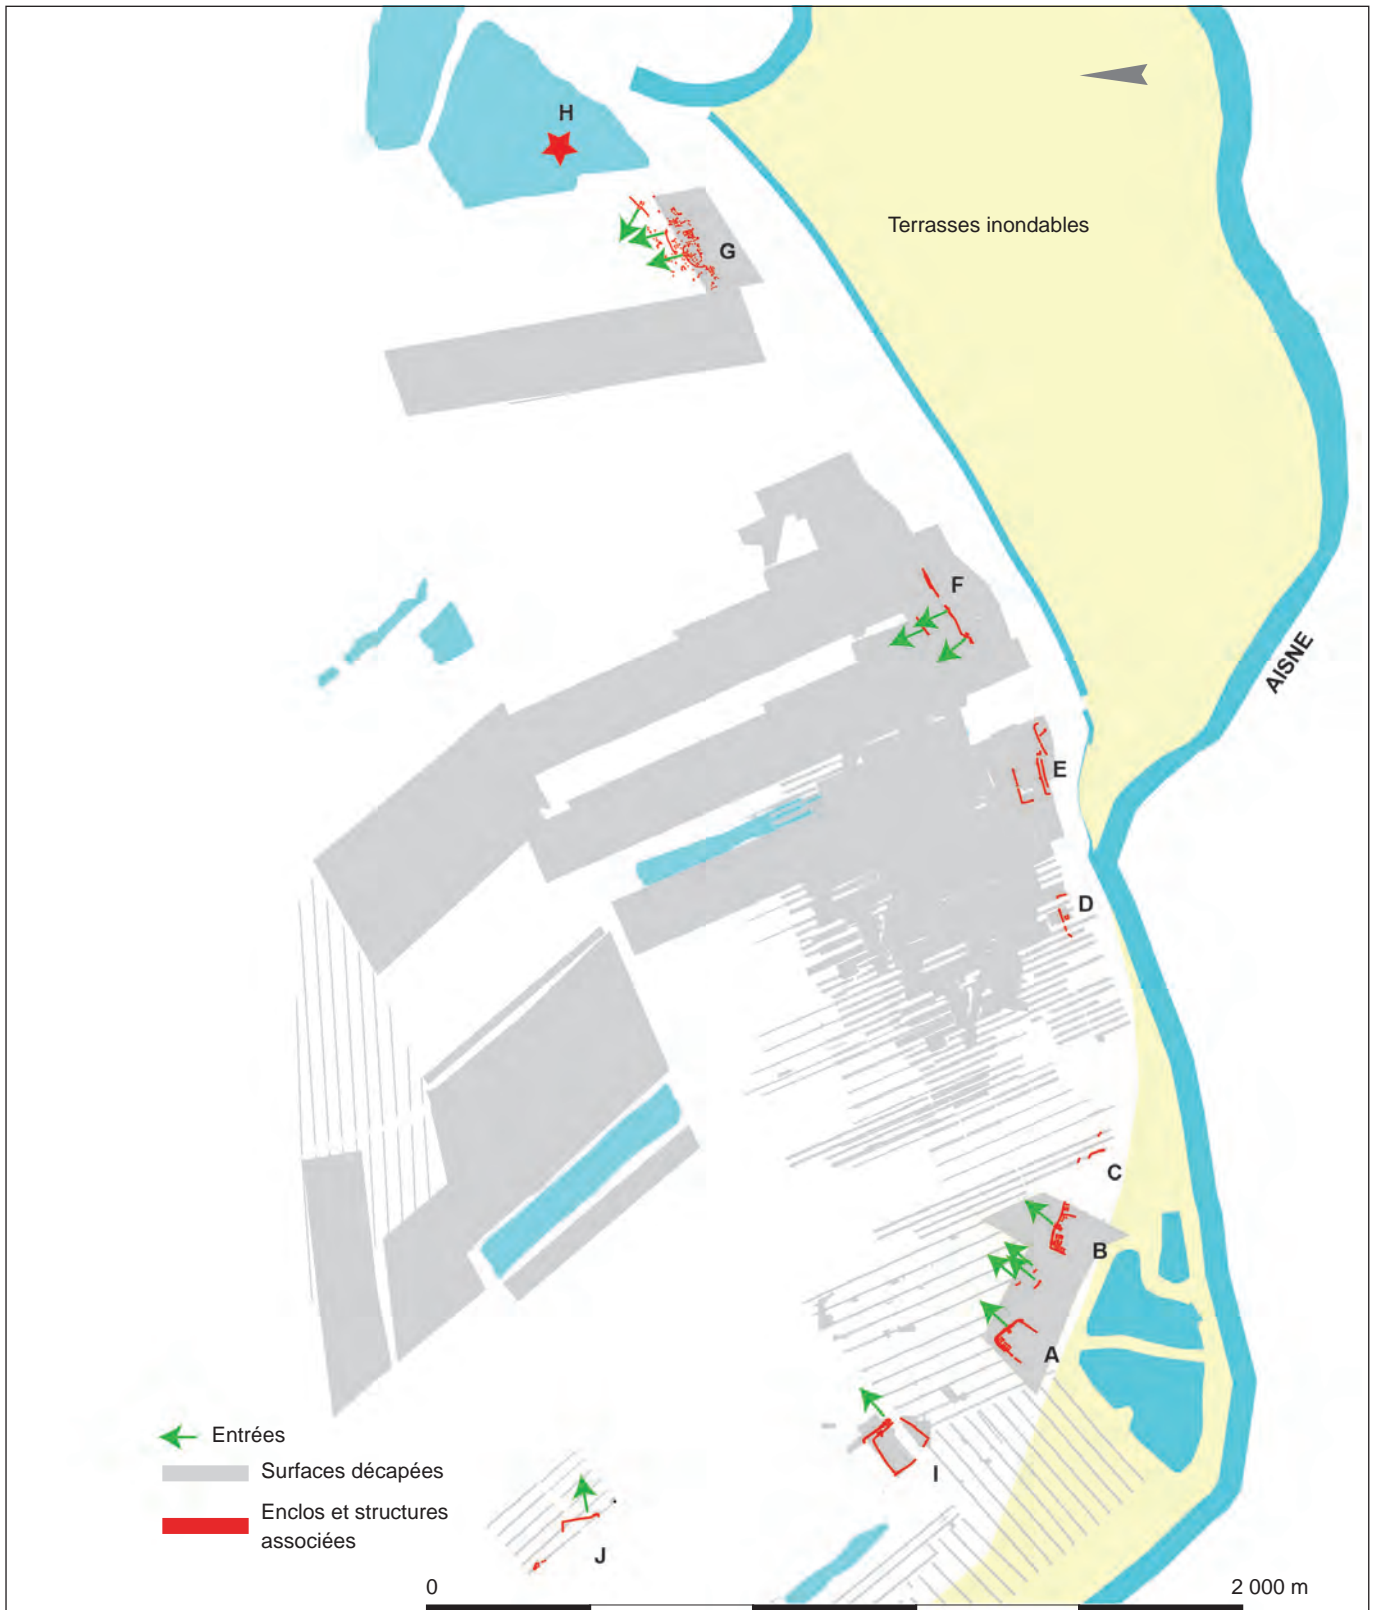 H
Terrasses inondables
G
F
AISNE
E
D
C
B
A
I
J
Entrées
Surfaces décapées
Enclos et structures
associées
0
2 000 m